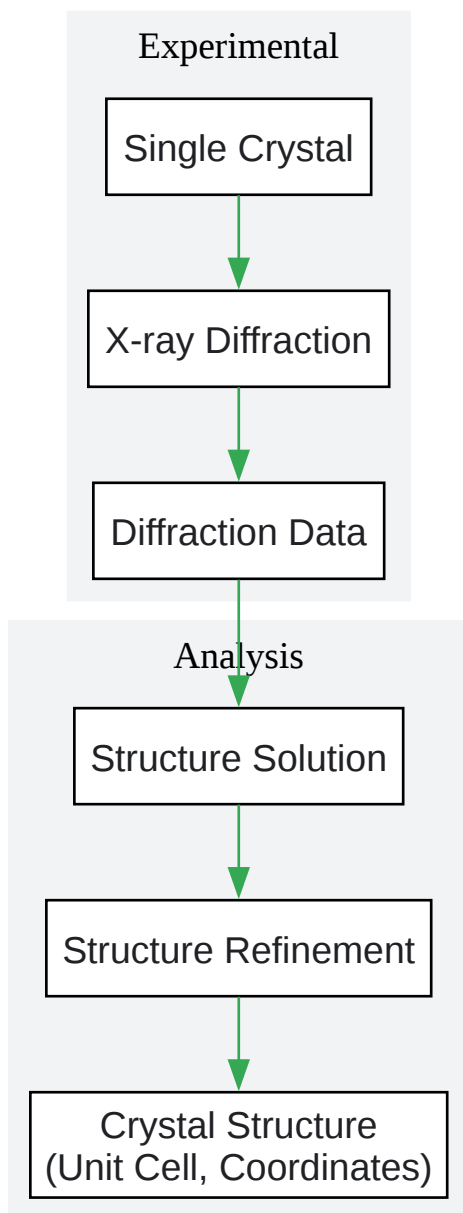 Experimental
Single Crystal
X-ray Diffraction
Diffraction Data
Analysis
Structure Solution
Structure Refinement
Crystal Structure
(Unit Cell, Coordinates)